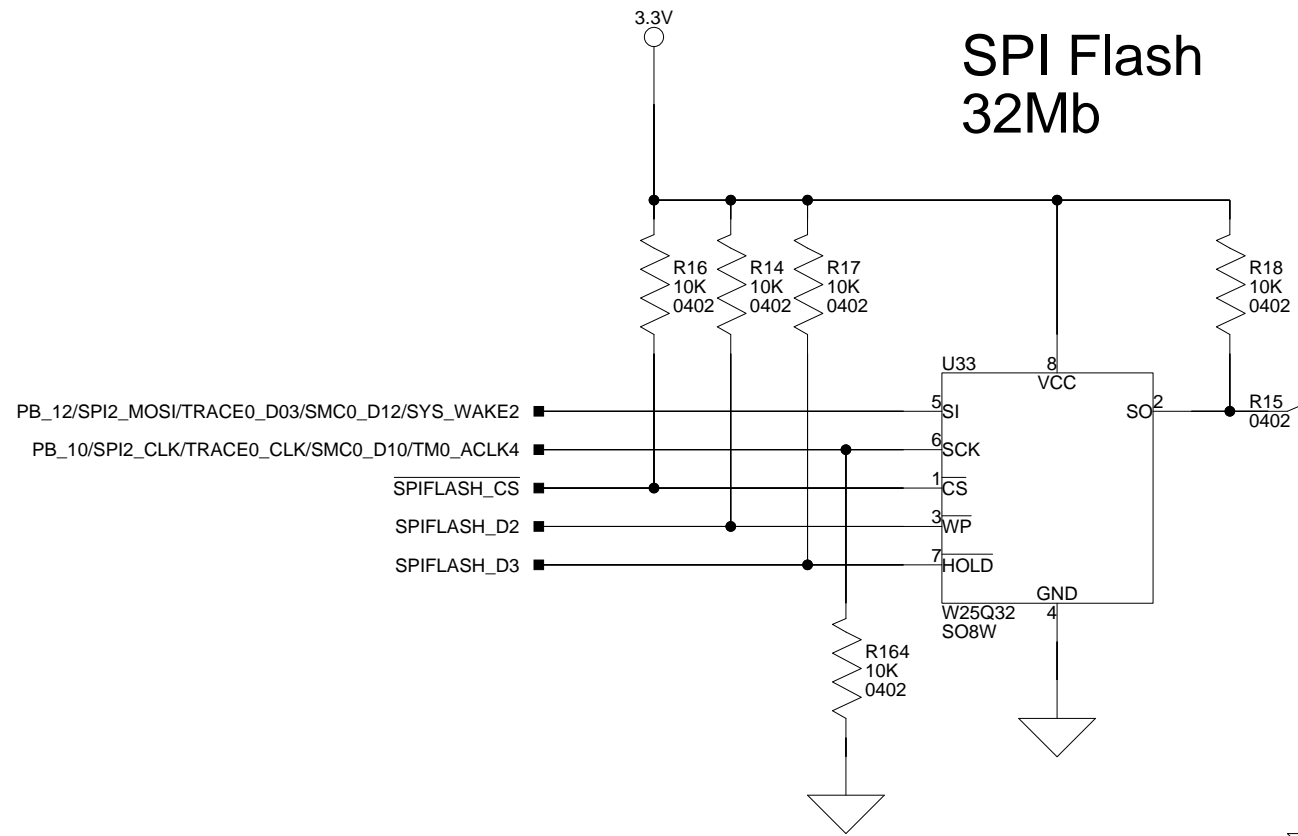 3.3V
SPI Flash
32Mb
R16
10K
0402
R14
10K
0402
R17
10K
0402
R18
10K
0402
U33
8
VCC
PB_12/SPI2_MOSI/TRACE0_D03/SMC0_D12/SYS_WAKE2
5
SI
SO
2
R15
0402
PB_10/SPI2_CLK/TRACE0_CLK/SMC0_D10/TM0_ACLK4
6
SCK
SPIFLASH_CS
1
CS
SPIFLASH_D2
3
WP
SPIFLASH_D3
7
HOLD
GND
4
W25Q32
SO8W
R164
10K
0402